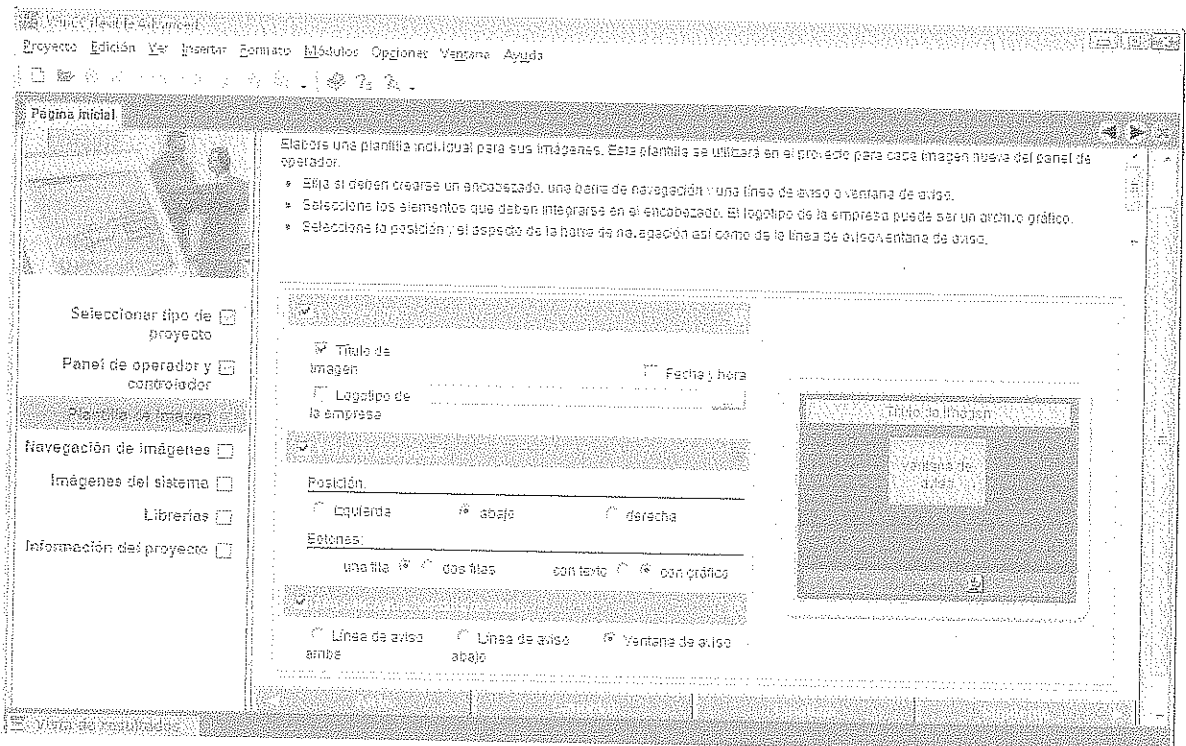 Proyecto Edición Ver Insertar Formato Módulos Opciones Ventana Ayuda
Página inicial
Elabore una plantilla individual para sus imágenes. Esta plantilla se utilizará en el proyecto para cada imagen nueva del panel de
operador.
Elija si deben crearse un encabezado, una barra de navegación y una línea de aviso o ventana de aviso.
Seleccione los elementos que deben integrarse en el encabezado. El logotipo de la empresa puede ser un archivo gráfico.
Seleccione la posición y el aspecto de la barra de navegación así como de la línea de aviso/ventana de aviso.
Seleccionar tipo de
proyecto
Panel de operador y
controlador
Plantilla de imagen
Navegación de imágenes
Imágenes del sistema
Librerías
Información del proyecto
Título de
imagen
Fecha y hora
Logotipo de
la empresa
...
Posición:
izquierda abajo derecha
Botones:
una fila dos filas con texto con gráfico
Línea de aviso
arriba
Línea de aviso
abajo
Ventana de aviso
Título de imagen
Ventana de
aviso
Vista de resultados